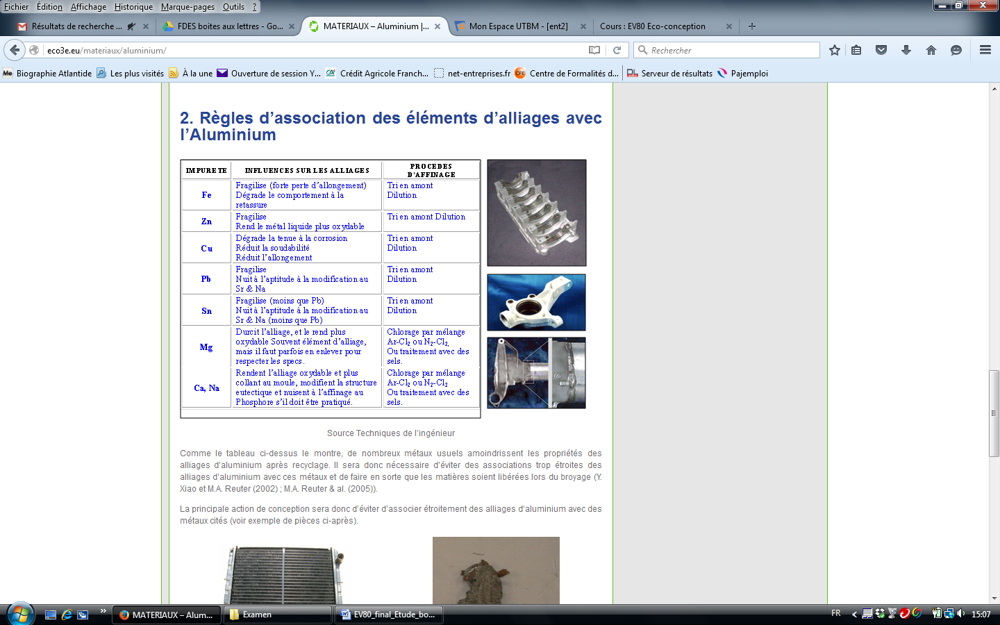 Fichier Édition Affichage Historique Marque-pages Outils ?
Résultats de recherche ... FDES boites aux lettres - Go... MATERIAUX – Aluminium |... Mon Espace UTBM - [ent2] Cours : EV80 Eco-conception
eco3e.eu/materiaux/aluminium/ Rechercher
Biographie Atlantide Les plus visités À la une Ouverture de session Y... Crédit Agricole Franch... net-entreprises.fr Centre de Formalités d... Serveur de résultats Pajemploi
2. Règles d'association des éléments d'alliages avec
l'Aluminium
IMPURETE INFLUENCES SUR LES ALLIAGES PROCEDES
D'AFFINAGE
Fe
Fragilise (forte perte d'allongement)
Dégrade le comportement à la
retassure
Tri en amont
Dilution
Zn
Fragilise
Rend le métal liquide plus oxydable
Tri en amont Dilution
Cu
Dégrade la tenue à la corrosion
Réduit la soudabilité
Réduit l'allongement
Tri en amont
Dilution
Pb
Fragilise
Nuit à l'aptitude à la modification au
Sr & Na
Tri en amont
Dilution
Sn
Fragilise (moins que Pb)
Nuit à l'aptitude à la modification au
Sr & Na (moins que Pb)
Tri en amont
Dilution
Mg
Durcit l'alliage, et le rend plus
oxydable Souvent élément d'alliage,
mais il faut parfois en enlever pour
respecter les specs.
Chlorage par mélange
Ar-Cl₂ ou N₂-Cl₂.
Ou traitement avec des
sels.
Ca, Na
Rendent l'alliage oxydable et plus
collant au moule, modifient la structure
eutectique et nuisent à l'affinage au
Phosphore s'il doit être pratiqué.
Chlorage par mélange
Ar-Cl₂ ou N₂-Cl₂
Ou traitement avec des
sels.
Source Techniques de l'ingénieur
Comme le tableau ci-dessus le montre, de nombreux métaux usuels amoindrissent les propriétés des
alliages d'aluminium après recyclage. Il sera donc nécessaire d'éviter des associations trop étroites des
alliages d'aluminium avec ces métaux et de faire en sorte que les matières soient libérées lors du broyage (Y.
Xiao et M.A. Reuter (2002) ; M.A. Reuter & al. (2005)).
La principale action de conception sera donc d'éviter d'associer étroitement des alliages d'aluminium avec des
métaux cités (voir exemple de pièces ci-après).
MATERIAUX – Alum... Examen EV80_final_Etude_bo... FR 15:07